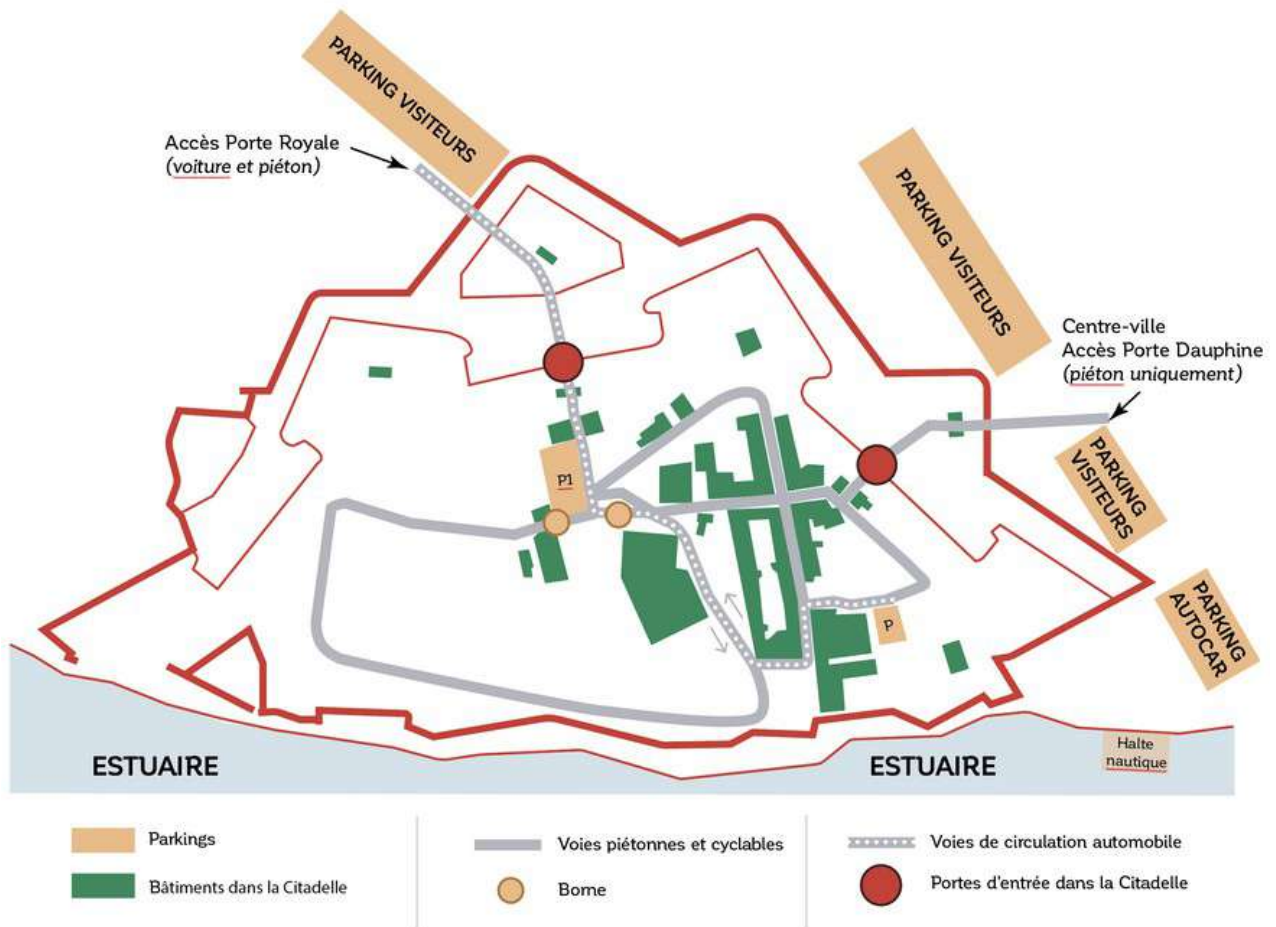 PARKING VISITEURS
Accès Porte Royale
(voiture et piéton)
PARKING VISITEURS
Centre-ville
Accès Porte Dauphine
(piéton uniquement)
PARKING
VISITEURS
P1
PARKING
AUTOCAR
P
ESTUAIRE
ESTUAIRE
Halte
nautique
Parkings
Bâtiments dans la Citadelle
Voies piétonnes et cyclables
Borne
Voies de circulation automobile
Portes d'entrée dans la Citadelle